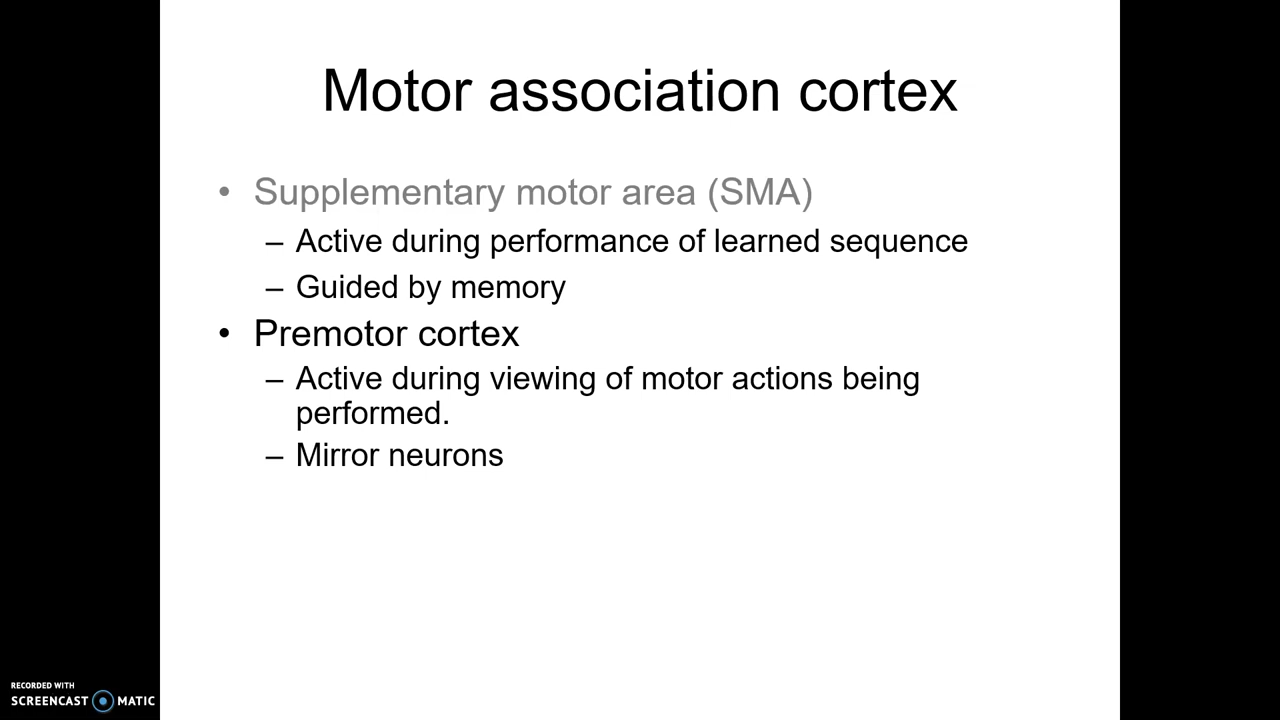 Motor association cortex
• Supplementary motor area (SMA)
– Active during performance of learned sequence
– Guided by memory
• Premotor cortex
– Active during viewing of motor actions being
performed.
– Mirror neurons
RECORDED WITH
SCREENCAST MATIC